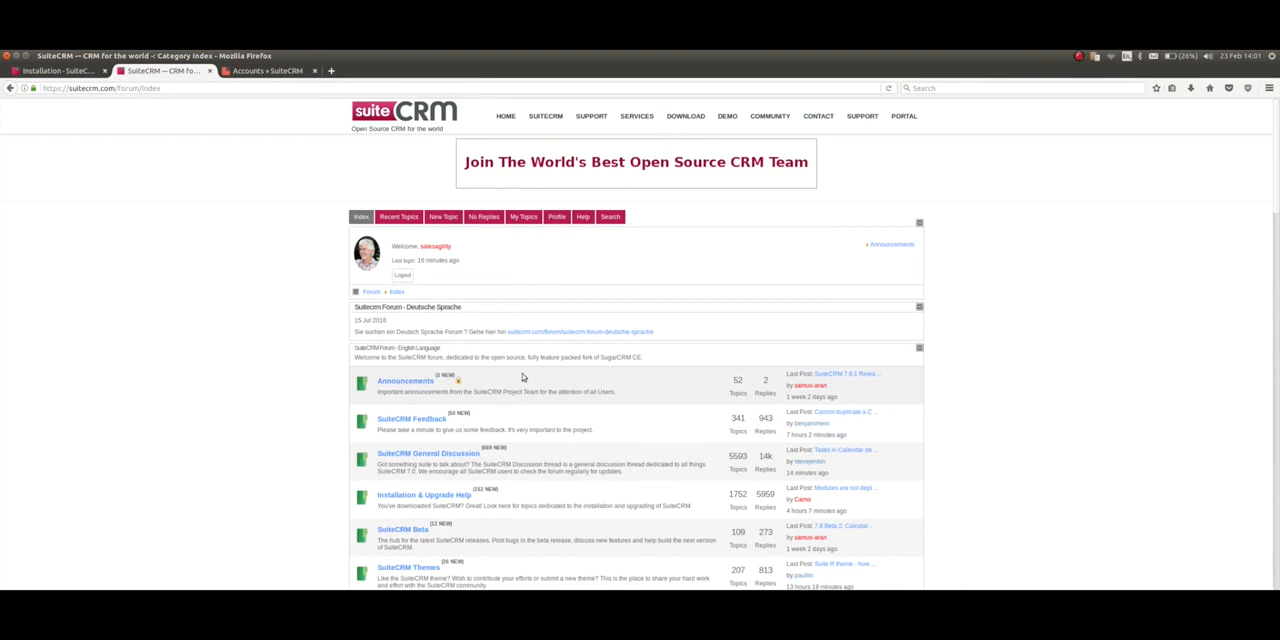 SuiteCRM — CRM for the world -: Category Index - Mozilla Firefox
En
(26%)
23 Feb 14:01
Installation - SuiteC...
SuiteCRM — CRM fo...
Accounts » SuiteCRM
https://suitecrm.com/forum/index
Search
suite CRM
Open Source CRM for the world
HOME
SUITECRM
SUPPORT
SERVICES
DOWNLOAD
DEMO
COMMUNITY
CONTACT
SUPPORT
PORTAL
Join The World's Best Open Source CRM Team
Index
Recent Topics
New Topic
No Replies
My Topics
Profile
Help
Search
Welcome, salesagility
Last login: 16 minutes ago
Logout
Announcements
Forum
Index
Suitecrm Forum - Deutsche Sprache
15 Jul 2016
Sie suchen ein Deutsch Sprache Forum ? Gehe hier hin suitecrm.com/forum/suitecrm-forum-deutsche-sprache
SuiteCRM Forum - English Language
Welcome to the SuiteCRM forum, dedicated to the open source, fully feature packed fork of SugarCRM CE.
Announcements (3 NEW)
Important announcements from the SuiteCRM Project Team for the attention of all Users.
52 Topics
2 Replies
Last Post: SuiteCRM 7.8.1 Relea ...
by samus-aran
1 week 2 days ago
SuiteCRM Feedback (50 NEW)
Please take a minute to give us some feedback. It's very important to the project.
341 Topics
943 Replies
Last Post: Cannot duplicate a C ...
by benjaromero
7 hours 2 minutes ago
SuiteCRM General Discussion (669 NEW)
Got something suite to talk about? The SuiteCRM Discussion thread is a general discussion thread dedicated to all things
SuiteCRM 7.0. We encourage all SuiteCRM users to check the forum regularly for updates.
5593 Topics
14k Replies
Last Post: Tasks in Calendar de ...
by stevejenion
14 minutes ago
Installation & Upgrade Help (152 NEW)
You've downloaded SuiteCRM? Great! Look here for topics dedicated to the installation and upgrading of SuiteCRM.
1752 Topics
5959 Replies
Last Post: Modules are not depl ...
by Camo
4 hours 7 minutes ago
SuiteCRM Beta (12 NEW)
The hub for the latest SuiteCRM releases. Post bugs in the beta release, discuss new features and help build the next version
of SuiteCRM.
109 Topics
273 Replies
Last Post: 7.8 Beta 2: Calculat ...
by samus-aran
1 week 2 days ago
SuiteCRM Themes (28 NEW)
Like the SuiteCRM theme? Wish to contribute your efforts or submit a new theme? This is the place to share your hard work
and effort with the SuiteCRM community.
207 Topics
813 Replies
Last Post: Suite R theme - how ...
by paullm
13 hours 18 minutes ago